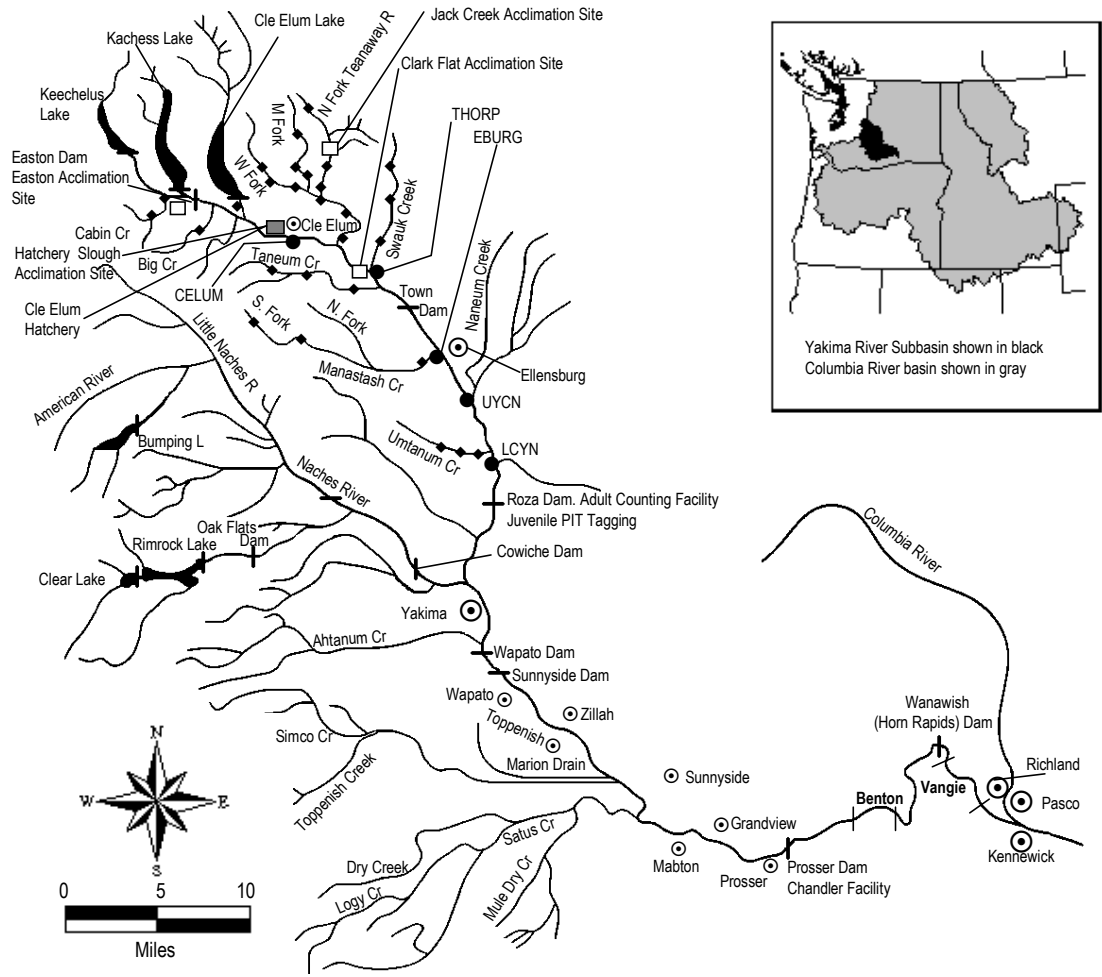 Cle Elum Lake
Kachess Lake
Keechelus
Lake
Jack Creek Acclimation Site
Clark Flat Acclimation Site
N Fork Teanaway R
M Fork
W Fork
THORP
EBURG
Easton Dam
Easton Acclimation
Site
Cabin Cr
Hatchery Slough
Acclimation Site
Big Cr
Cle Elum
Hatchery
CELUM
Cle Elum
Swauk Creek
Taneum Cr
Town
Dam
Naneum Creek
S. Fork
N. Fork
Manastash Cr
Ellensburg
UYCN
Little Naches R
American River
Bumping L
Umtanum Cr
LCYN
Naches River
Roza Dam. Adult Counting Facility
Juvenile PIT Tagging
Oak Flats
Dam
Rimrock Lake
Clear Lake
Cowiche Dam
Yakima
Ahtanum Cr
Wapato Dam
Sunnyside Dam
Wapato
Zillah
Toppenish
Simco Cr
Marion Drain
Toppenish Creek
Sunnyside
Satus Cr
Dry Creek
Logy Cr
Mule Dry Cr
Grandview
Mabton
Prosser
Prosser Dam
Chandler Facility
Benton
Vangie
Wanawish
(Horn Rapids) Dam
Richland
Pasco
Kennewick
Columbia River
Yakima River Subbasin shown in black
Columbia River basin shown in gray
N
W
E
S
0 5 10
Miles